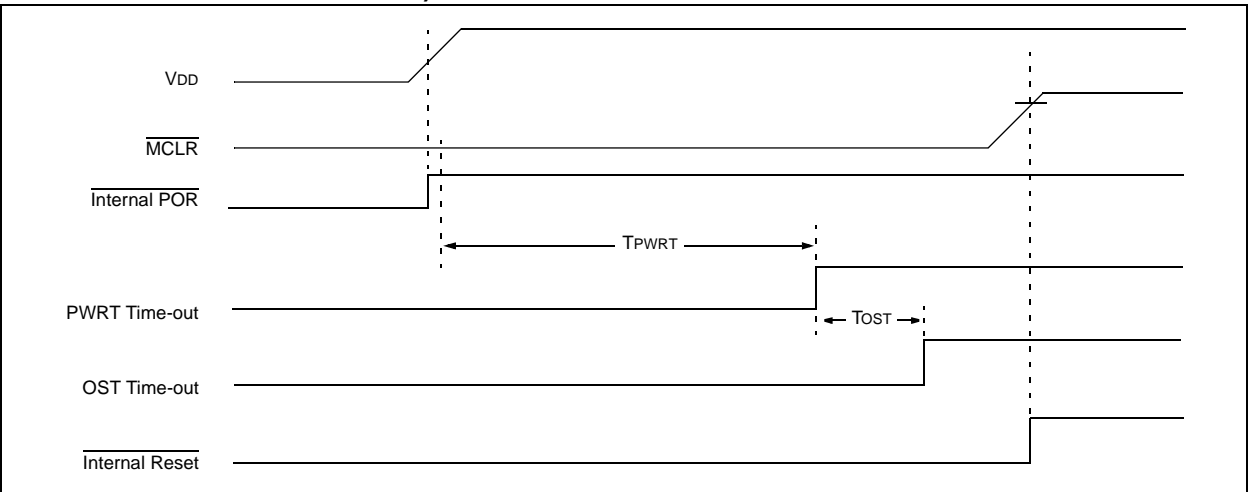 VDD
MCLR
Internal POR
TPWRT
PWRT Time-out
TOST
OST Time-out
Internal Reset